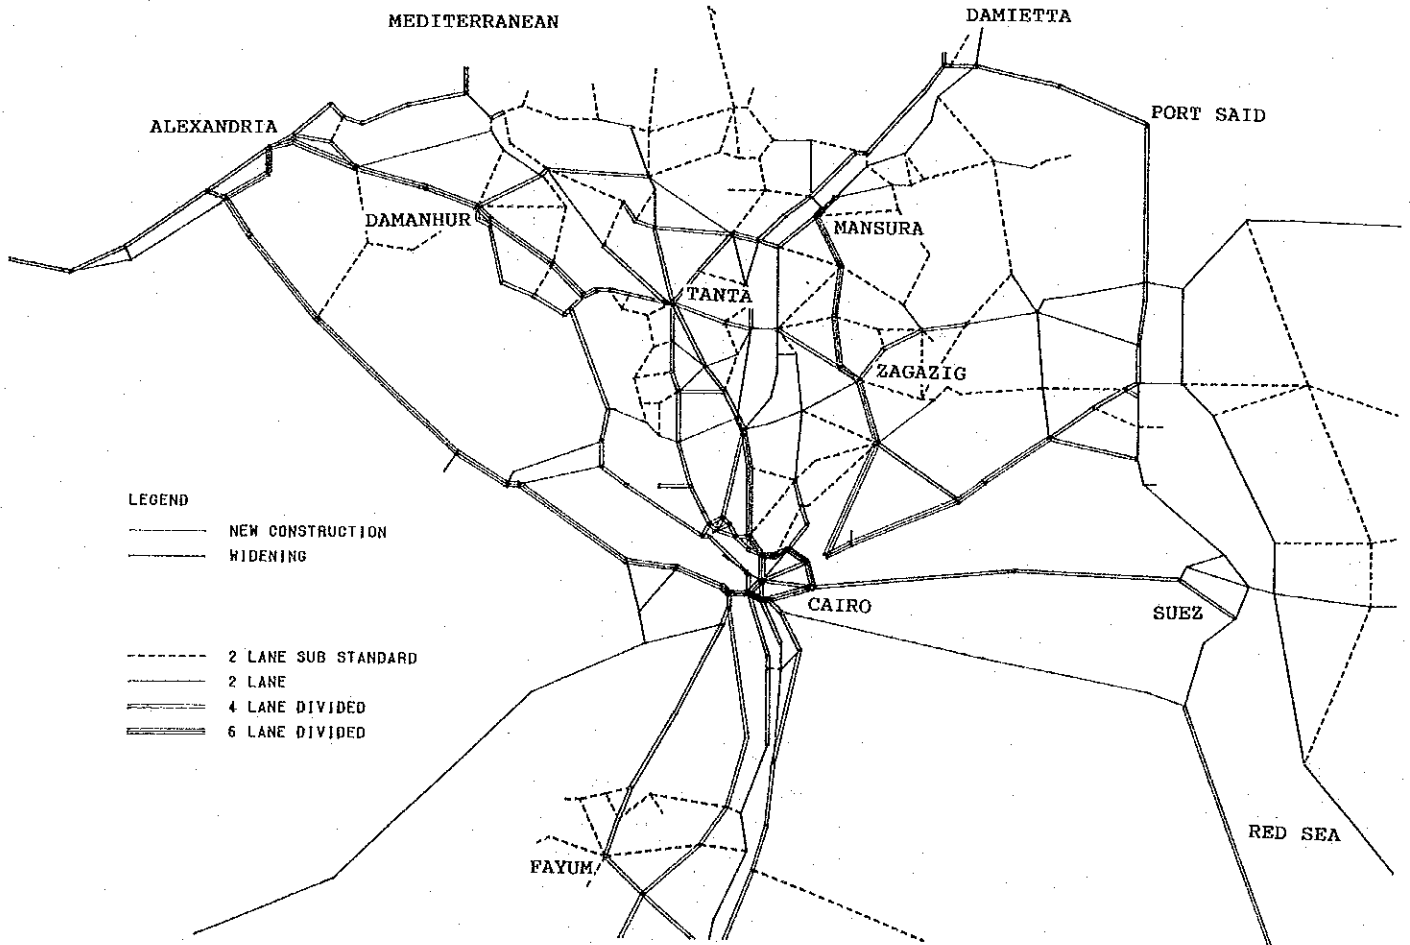 MEDITERRANEAN
DAMIETTA
ALEXANDRIA
PORT SAID
DAMANHUR
MANSURA
TANTA
ZAGAZIG
LEGEND
NEW CONSTRUCTION
WIDENING
CAIRO
SUEZ
2 LANE SUB STANDARD
2 LANE
4 LANE DIVIDED
6 LANE DIVIDED
RED SEA
FAYUM